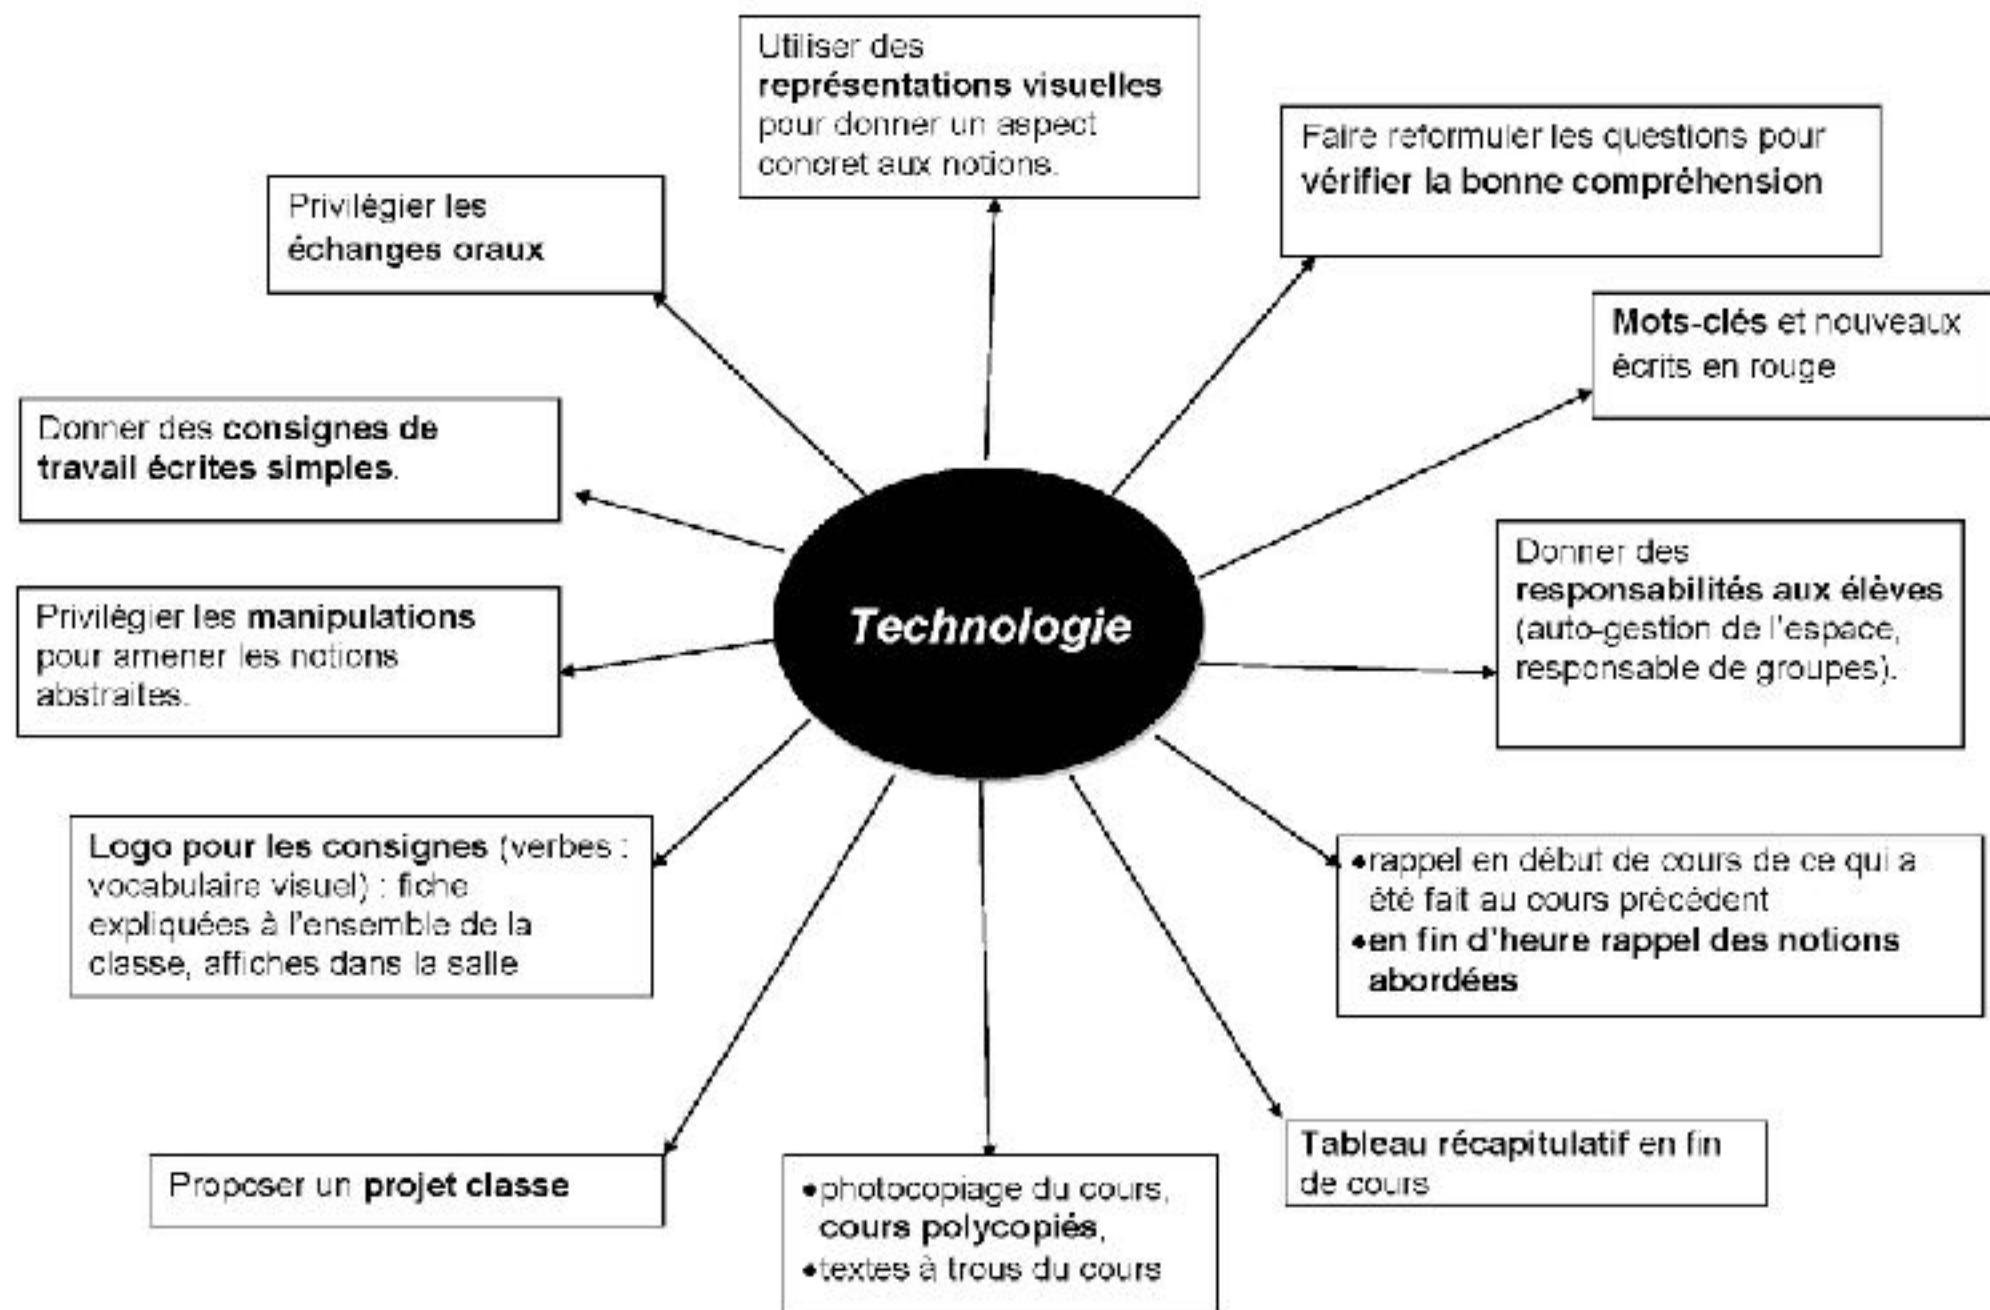 Utiliser des
représentations visuelles
pour donner un aspect
concret aux notions.
Faire reformuler les questions pour
vérifier la bonne compréhension
Privilégier les
échanges oraux
Mots-clés et nouveaux
écrits en rouge
Donner des consignes de
travail écrites simples.
Donner des
responsabilités aux élèves
(auto-gestion de l'espace,
responsable de groupes).
Technologie
Privilégier les manipulations
pour amener les notions
abstraites.
Logo pour les consignes (verbes :
vocabulaire visuel) : fiche
expliquées à l'ensemble de la
classe, affiches dans la salle
•rappel en début de cours de ce qui a
été fait au cours précédent
•en fin d'heure rappel des notions
abordées
Proposer un projet classe
•photocopiage du cours,
cours polycopiés,
•textes à trous du cours
Tableau récapitulatif en fin
de cours